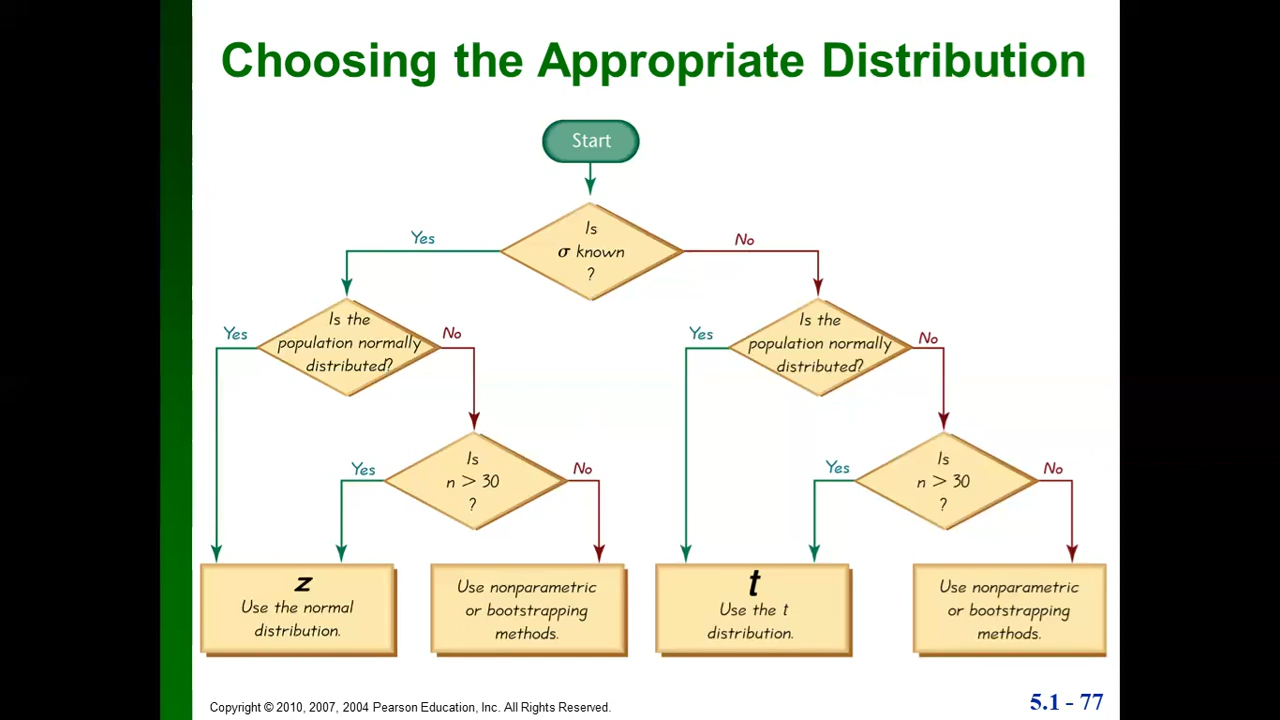 Choosing the Appropriate Distribution
Start
Is
σ known
?
Yes
No
Is the
population normally
distributed?
Yes
No
Is the
population normally
distributed?
Yes
No
Is
n > 30
?
Yes
No
Is
n > 30
?
Yes
No
z
Use the normal
distribution.
Use nonparametric
or bootstrapping
methods.
t
Use the t
distribution.
Use nonparametric
or bootstrapping
methods.
Copyright © 2010, 2007, 2004 Pearson Education, Inc. All Rights Reserved.
5.1 - 77